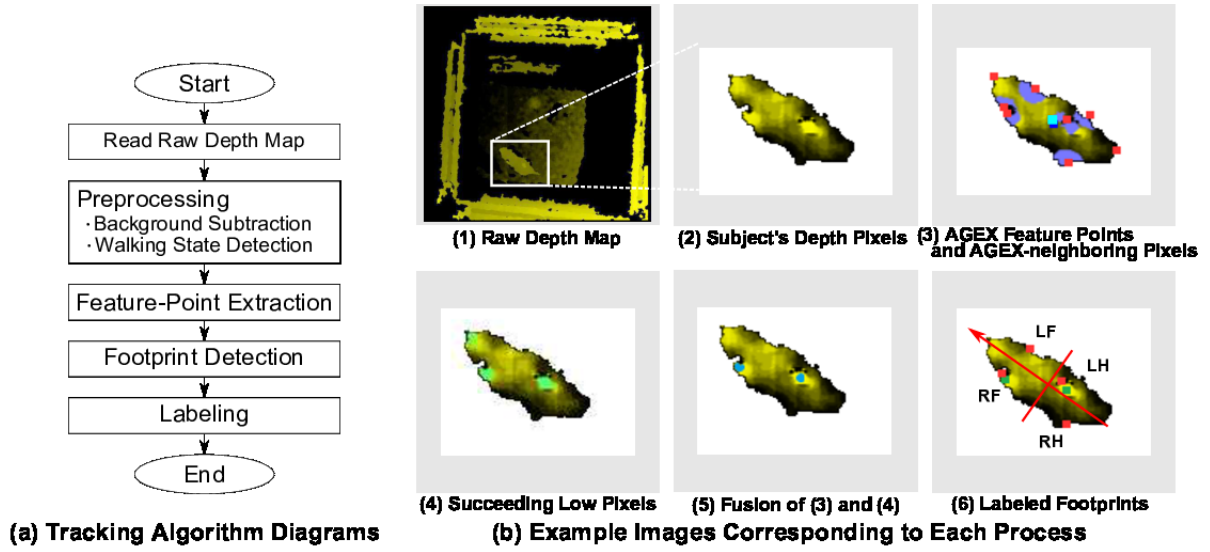 Start
Read Raw Depth Map
Preprocessing
・Background Subtraction
・Walking State Detection
Feature-Point Extraction
Footprint Detection
Labeling
End
(a) Tracking Algorithm Diagrams
(1) Raw Depth Map
(2) Subject's Depth Pixels
(3) AGEX Feature Points
and AGEX-neighboring Pixels
(4) Succeeding Low Pixels
(5) Fusion of (3) and (4)
LF
LH
RF
RH
(6) Labeled Footprints
(b) Example Images Corresponding to Each Process